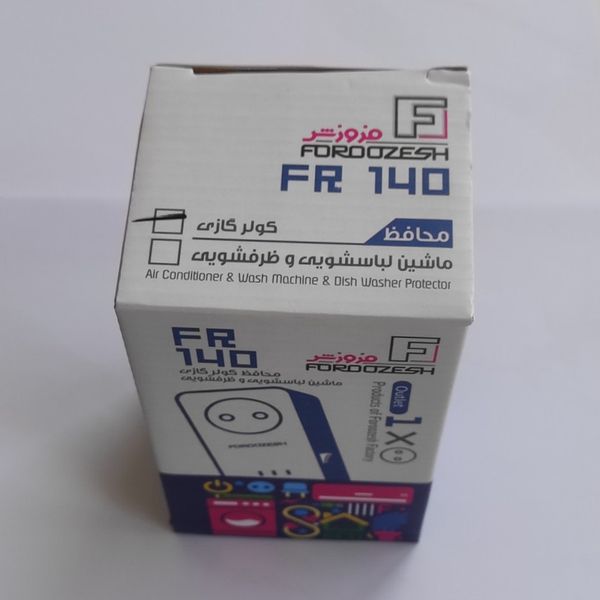 فروزش
FOROOZESH
FR 140
محافظ کولر گازی
ماشین لباسشویی و ظرفشویی
Air Conditioner & Wash Machine & Dish Washer Protector
FR
140
فروزش
FOROOZESH
محافظ کولر گازی
ماشین لباسشویی و ظرفشویی
Outlet
1X
Products of Foroozesh Factory
FOROOZESH